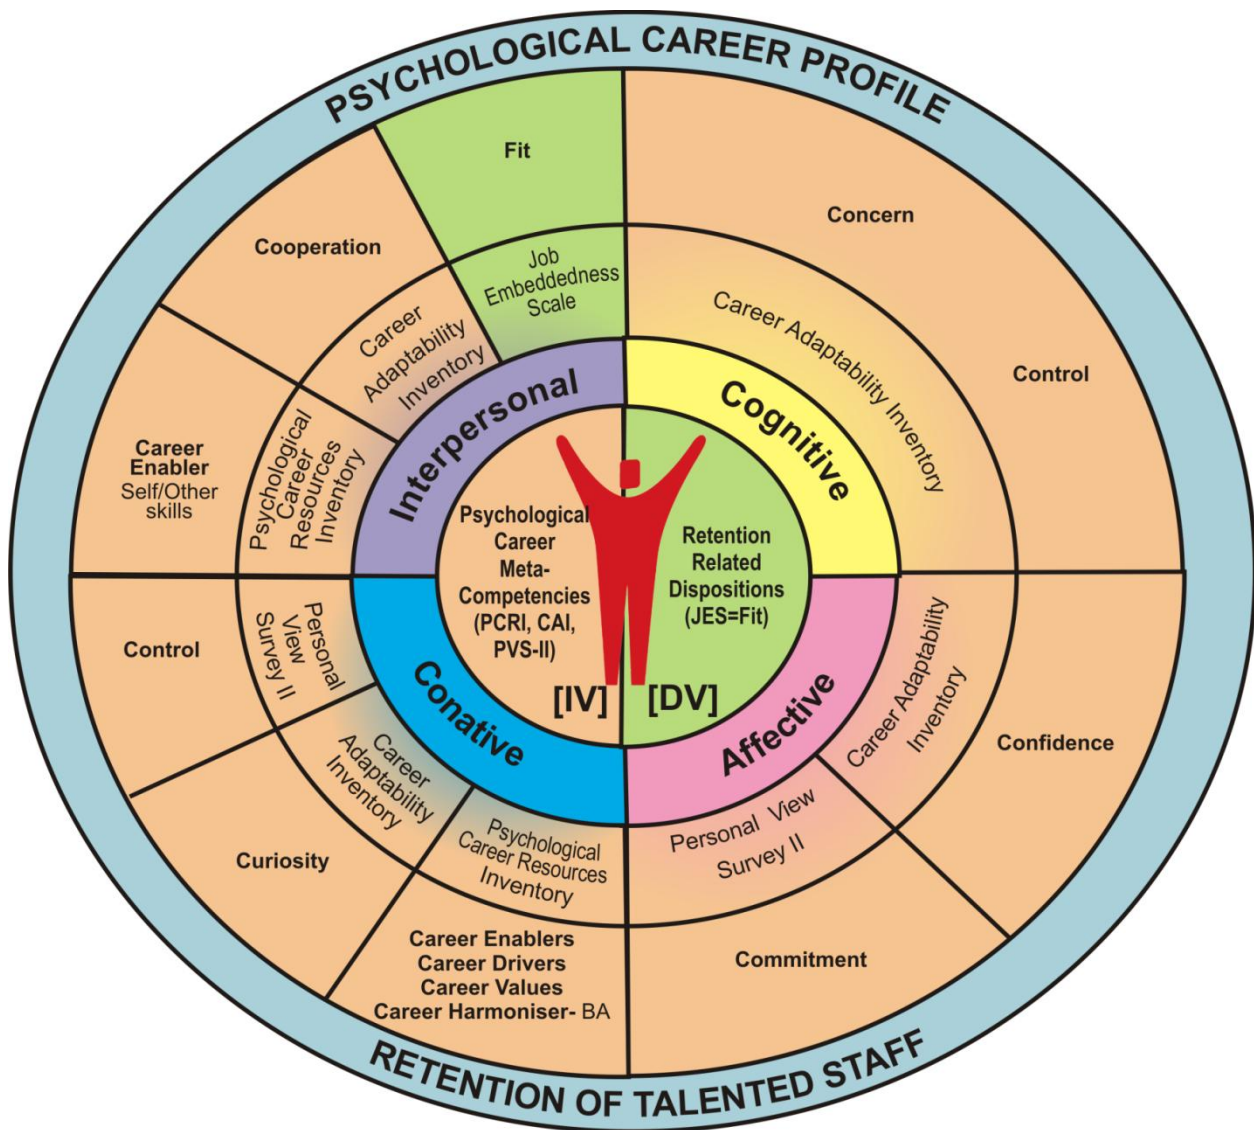 PSYCHOLOGICAL CAREER PROFILE
Fit
Job
Embeddedness
Scale
Concern
Control
Career Adaptability Inventory
Cooperation
Career
Adaptability
Inventory
Interpersonal
Cognitive
Career
Enabler
Self/Other
skills
Psychological
Career
Resources
Inventory
Psychological
Career
Meta-
Competencies
(PCRI, CAI,
PVS-II)
[IV]
Retention
Related
Dispositions
(JES=Fit)
[DV]
Control
Personal
View
Survey II
Conative
Affective
Career Adaptability
Inventory
Confidence
Curiosity
Career
Adaptability
Inventory
Psychological
Career Resources
Inventory
Personal View
Survey II
Career Enablers
Career Drivers
Career Values
Career Harmoniser- BA
Commitment
RETENTION OF TALENTED STAFF